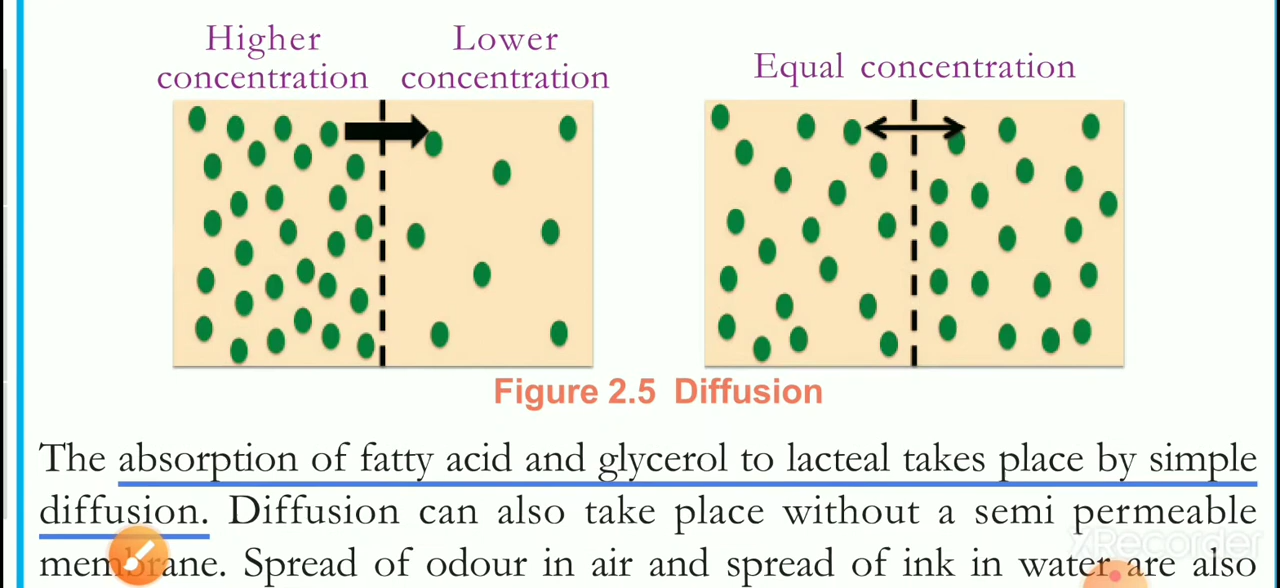 Higher concentration
Lower concentration
Equal concentration
Figure 2.5 Diffusion
The absorption of fatty acid and glycerol to lacteal takes place by simple
diffusion. Diffusion can also take place without a semi permeable
membrane. Spread of odour in air and spread of ink in water are also
XRecorder